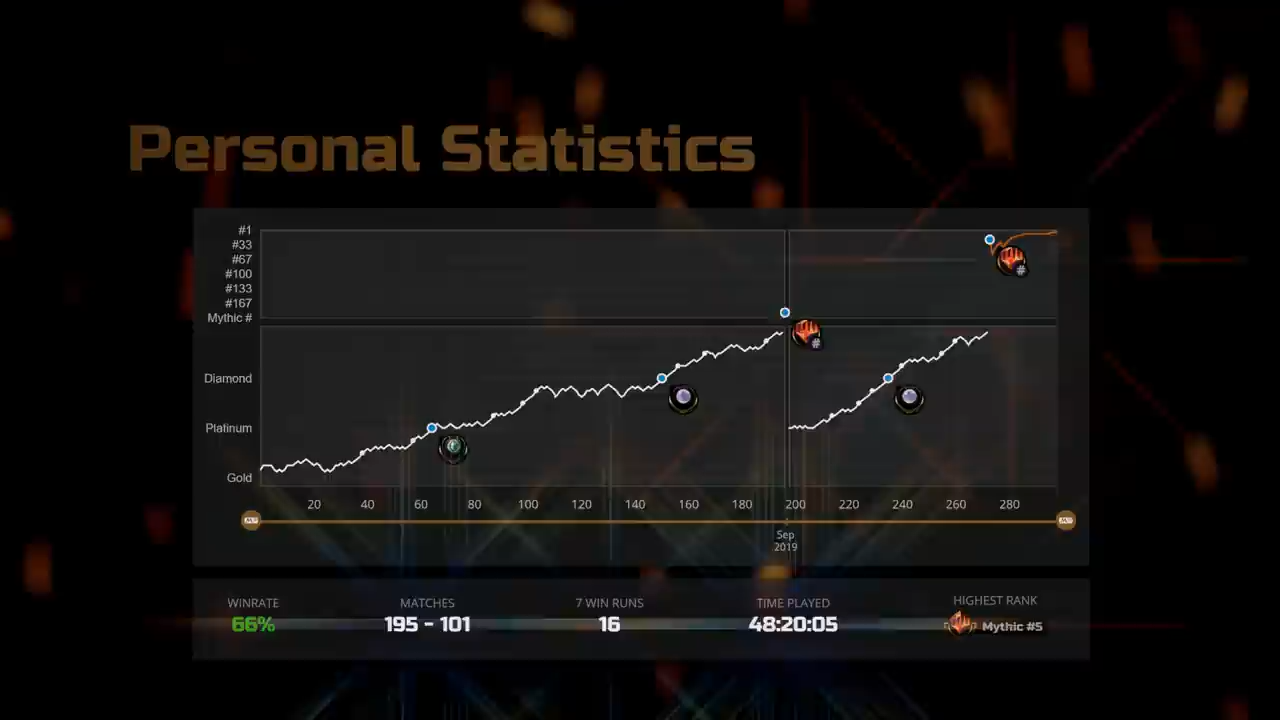 Personal Statistics
#1
#33
#67
#100
#133
#167
Mythic #
#
#
Diamond
Platinum
Gold
20 40 60 80 100 120 140 160 180 200 220 240 260 280
Sep
2019
WINRATE MATCHES 7 WIN RUNS TIME PLAYED HIGHEST RANK
66% 195 - 101 16 48:20:05 Mythic #5